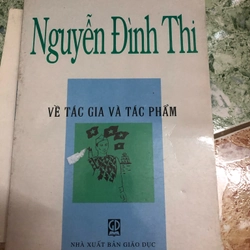 Nguyễn Đình Thi
VỀ TÁC GIA VÀ TÁC PHẨM
NHÀ XUẤT BẢN GIÁO DỤC